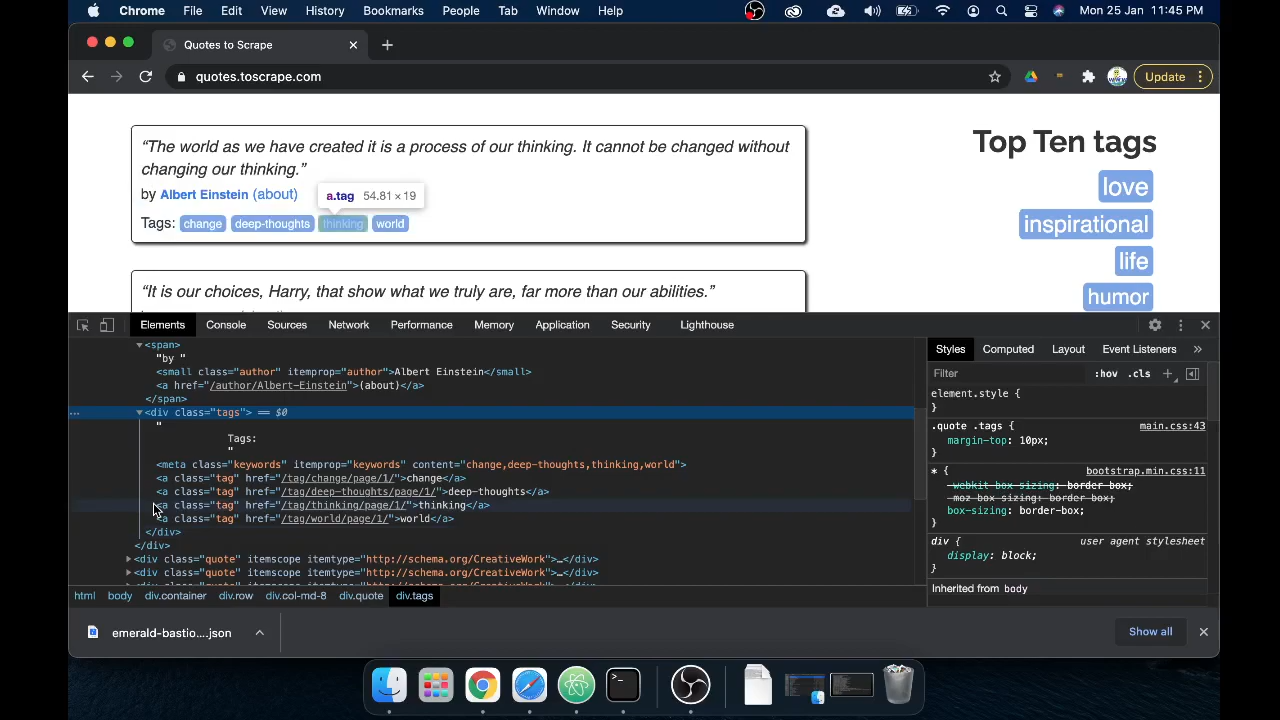 Chrome File Edit View History Bookmarks People Tab Window Help Mon 25 Jan 11:45 PM
Quotes to Scrape
quotes.toscrape.com Update
“The world as we have created it is a process of our thinking. It cannot be changed without
changing our thinking.”
by Albert Einstein (about)
a.tag 54.81 × 19
Tags: change deep-thoughts thinking world
“It is our choices, Harry, that show what we truly are, far more than our abilities.”
Top Ten tags
love
inspirational
life
humor
Elements Console Sources Network Performance Memory Application Security Lighthouse
<span>
"by "
<small class="author" itemprop="author">Albert Einstein</small>
<a href="/author/Albert-Einstein">(about)</a>
</span>
… <div class="tags"> == $0
"
Tags:
"
<meta class="keywords" itemprop="keywords" content="change,deep-thoughts,thinking,world">
<a class="tag" href="/tag/change/page/1/">change</a>
<a class="tag" href="/tag/deep-thoughts/page/1/">deep-thoughts</a>
<a class="tag" href="/tag/thinking/page/1/">thinking</a>
<a class="tag" href="/tag/world/page/1/">world</a>
</div>
</div>
<div class="quote" itemscope itemtype="http://schema.org/CreativeWork">…</div>
<div class="quote" itemscope itemtype="http://schema.org/CreativeWork">…</div>
html body div.container div.row div.col-md-8 div.quote div.tags
Styles Computed Layout Event Listeners »
Filter :hov .cls +
element.style {
}
.quote .tags { main.css:43
margin-top: 10px;
}
* { bootstrap.min.css:11
-webkit-box-sizing: border-box;
-moz-box-sizing: border-box;
box-sizing: border-box;
}
div { user agent stylesheet
display: block;
}
Inherited from body
emerald-bastio....json Show all